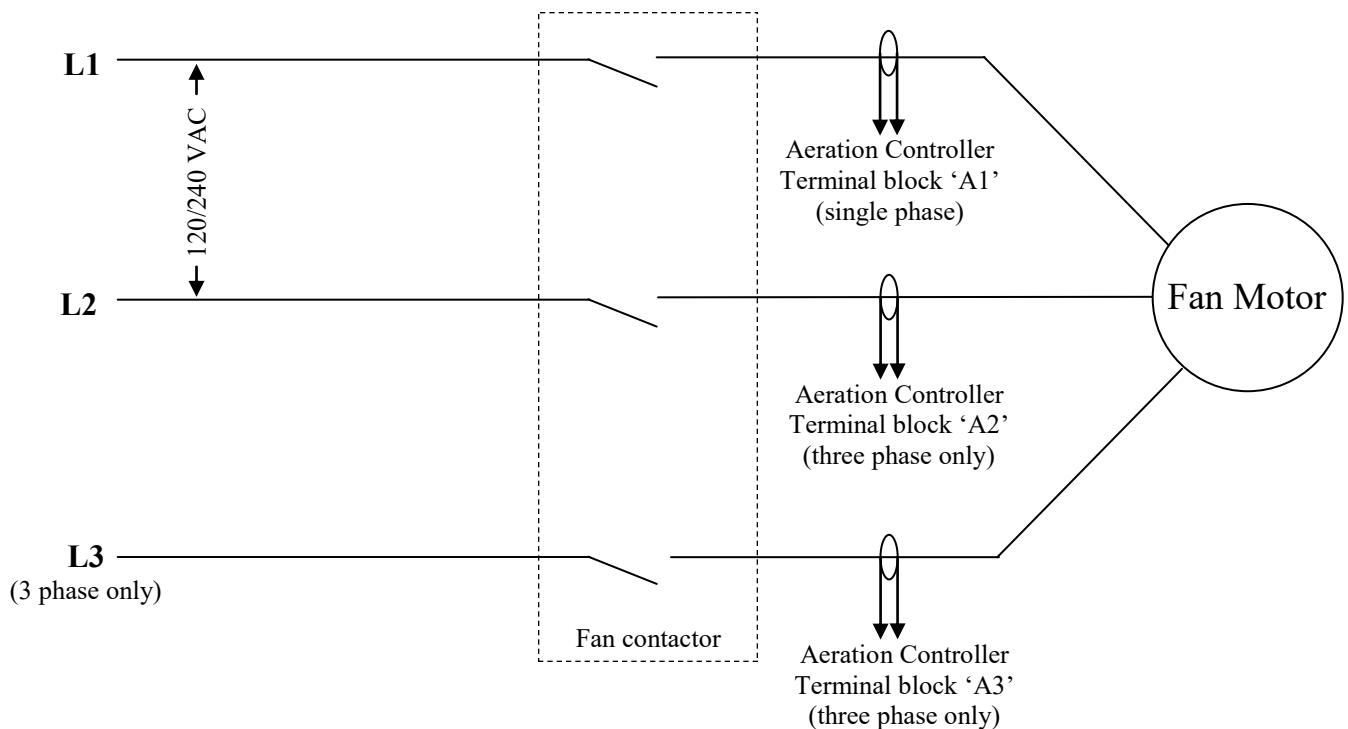 L1
120/240 VAC
Aeration Controller
Terminal block ‘A1’
(single phase)
L2
Fan Motor
Aeration Controller
Terminal block ‘A2’
(three phase only)
L3
(3 phase only)
Fan contactor
Aeration Controller
Terminal block ‘A3’
(three phase only)